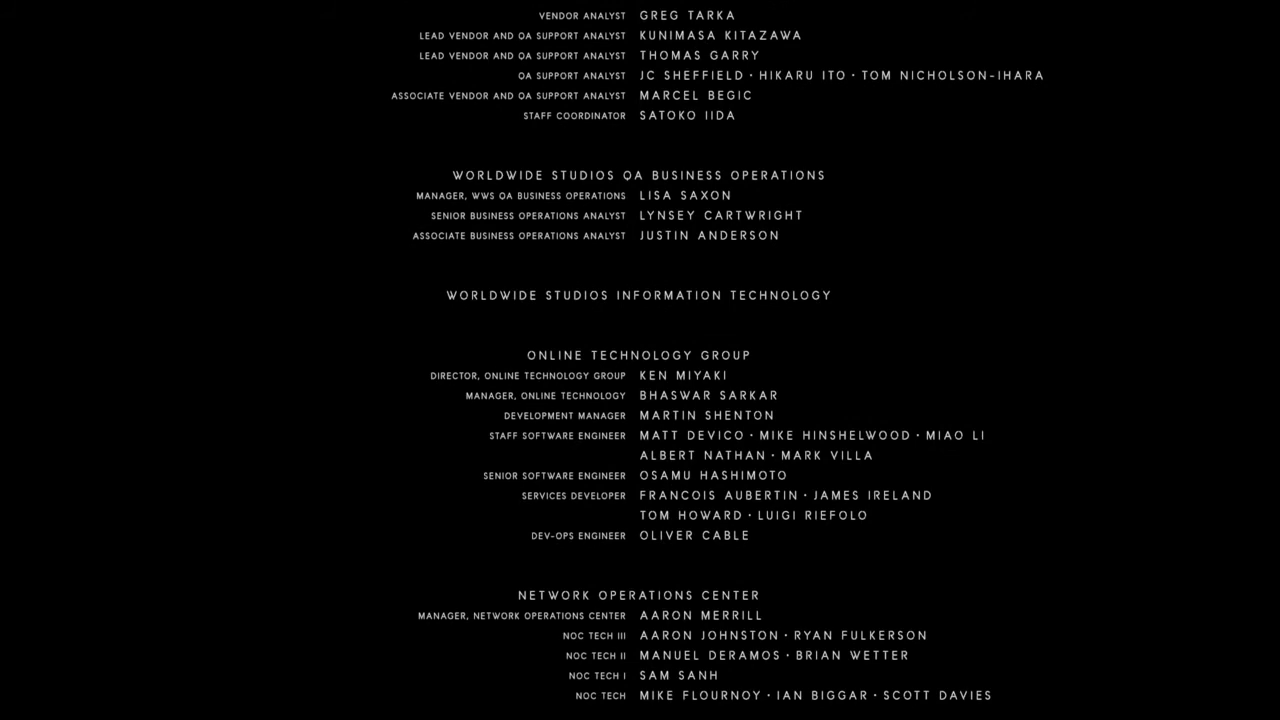 VENDOR ANALYST GREG TARKA
LEAD VENDOR AND QA SUPPORT ANALYST KUNIMASA KITAZAWA
LEAD VENDOR AND QA SUPPORT ANALYST THOMAS GARRY
QA SUPPORT ANALYST JC SHEFFIELD · HIKARU ITO · TOM NICHOLSON-IHARA
ASSOCIATE VENDOR AND QA SUPPORT ANALYST MARCEL BEGIC
STAFF COORDINATOR SATOKO IIDA
WORLDWIDE STUDIOS QA BUSINESS OPERATIONS
MANAGER, WWS QA BUSINESS OPERATIONS LISA SAXON
SENIOR BUSINESS OPERATIONS ANALYST LYNSEY CARTWRIGHT
ASSOCIATE BUSINESS OPERATIONS ANALYST JUSTIN ANDERSON
WORLDWIDE STUDIOS INFORMATION TECHNOLOGY
ONLINE TECHNOLOGY GROUP
DIRECTOR, ONLINE TECHNOLOGY GROUP KEN MIYAKI
MANAGER, ONLINE TECHNOLOGY BHASWAR SARKAR
DEVELOPMENT MANAGER MARTIN SHENTON
STAFF SOFTWARE ENGINEER MATT DEVICO · MIKE HINSHELWOOD · MIAO LI
ALBERT NATHAN · MARK VILLA
SENIOR SOFTWARE ENGINEER OSAMU HASHIMOTO
SERVICES DEVELOPER FRANCOIS AUBERTIN · JAMES IRELAND
TOM HOWARD · LUIGI RIEFOLO
DEV-OPS ENGINEER OLIVER CABLE
NETWORK OPERATIONS CENTER
MANAGER, NETWORK OPERATIONS CENTER AARON MERRILL
NOC TECH III AARON JOHNSTON · RYAN FULKERSON
NOC TECH II MANUEL DERAMOS · BRIAN WETTER
NOC TECH I SAM SANH
NOC TECH MIKE FLOURNOY · IAN BIGGAR · SCOTT DAVIES